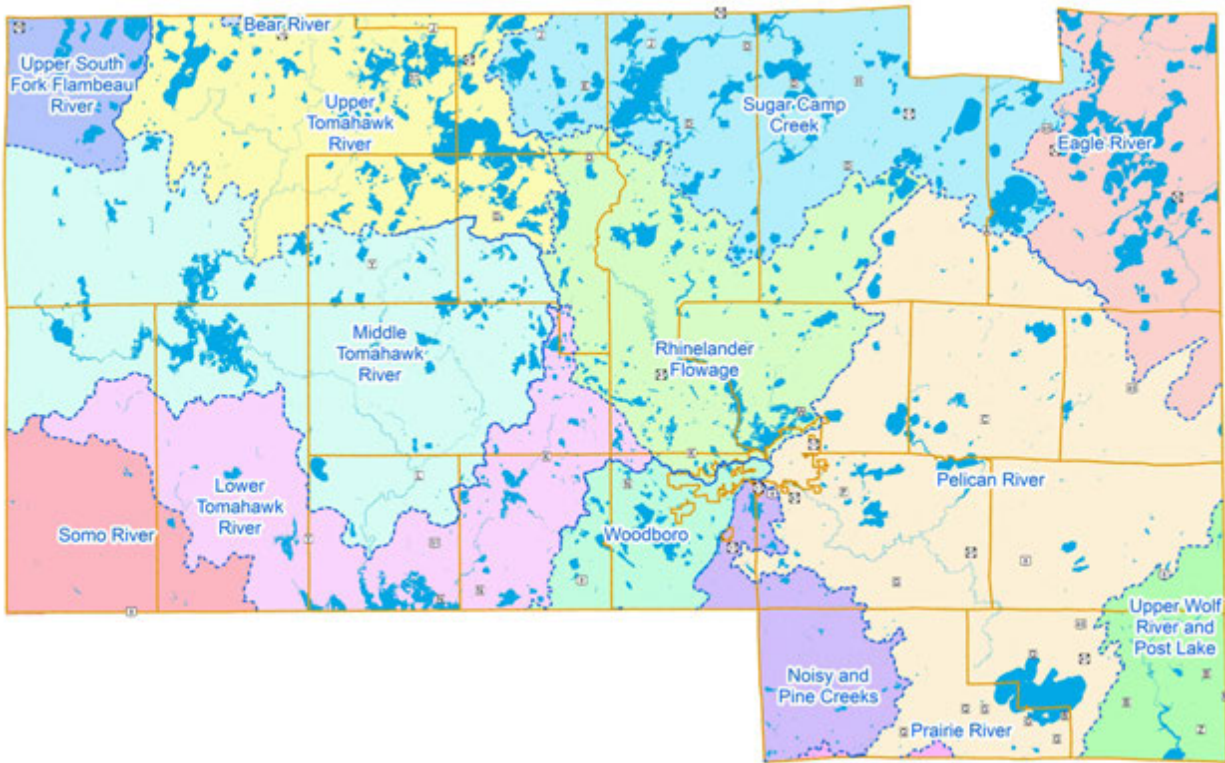 Bear River
Upper South
Fork Flambeau
River
Upper
Tomahawk
River
Sugar Camp
Creek
Eagle River
Middle
Tomahawk
River
Rhinelander
Flowage
Lower
Tomahawk
River
Pelican River
Somo River
Woodboro
Upper Wolf
River and
Post Lake
Noisy and
Pine Creeks
Prairie River